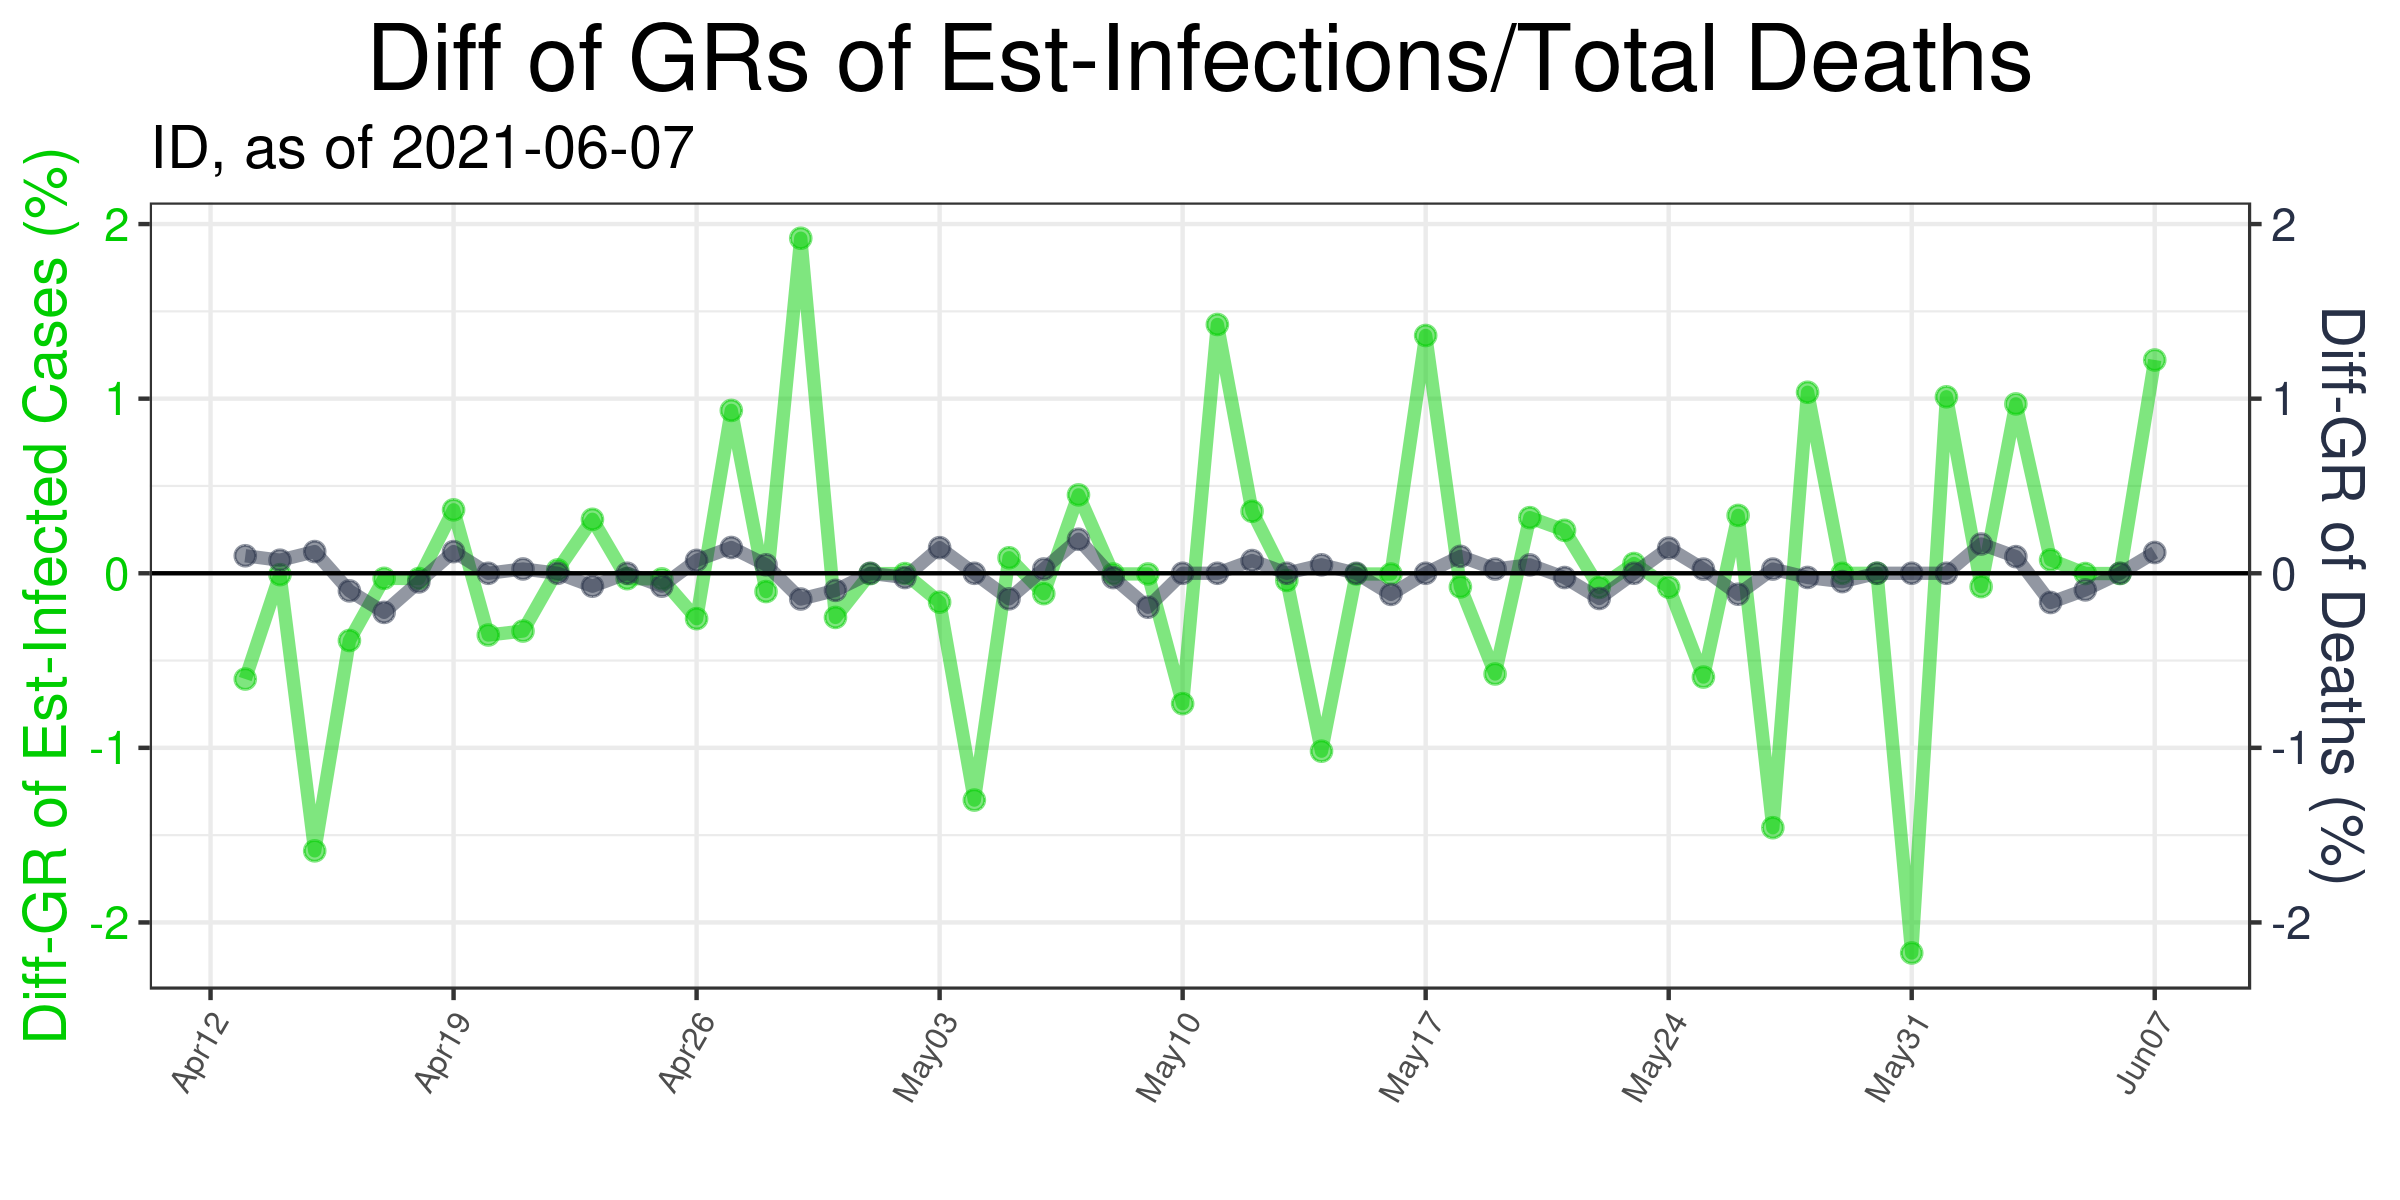 Diff of GRs of Est-Infections/Total Deaths
ID, as of 2021-06-07
Diff-GR of Est-Infected Cases (%)
2
1
0
-1
-2
2
1
0
-1
-2
Diff-GR of Deaths (%)
Apr12
Apr19
Apr26
May03
May10
May17
May24
May31
Jun07